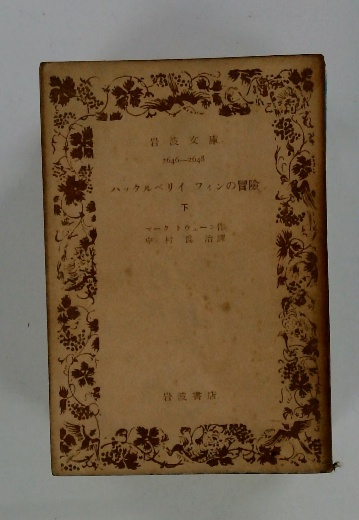 岩波文庫
2646—2648
ハックルベリイ フィンの冒險
下
マーク トウェーン作
中村爲治譯
岩波書店